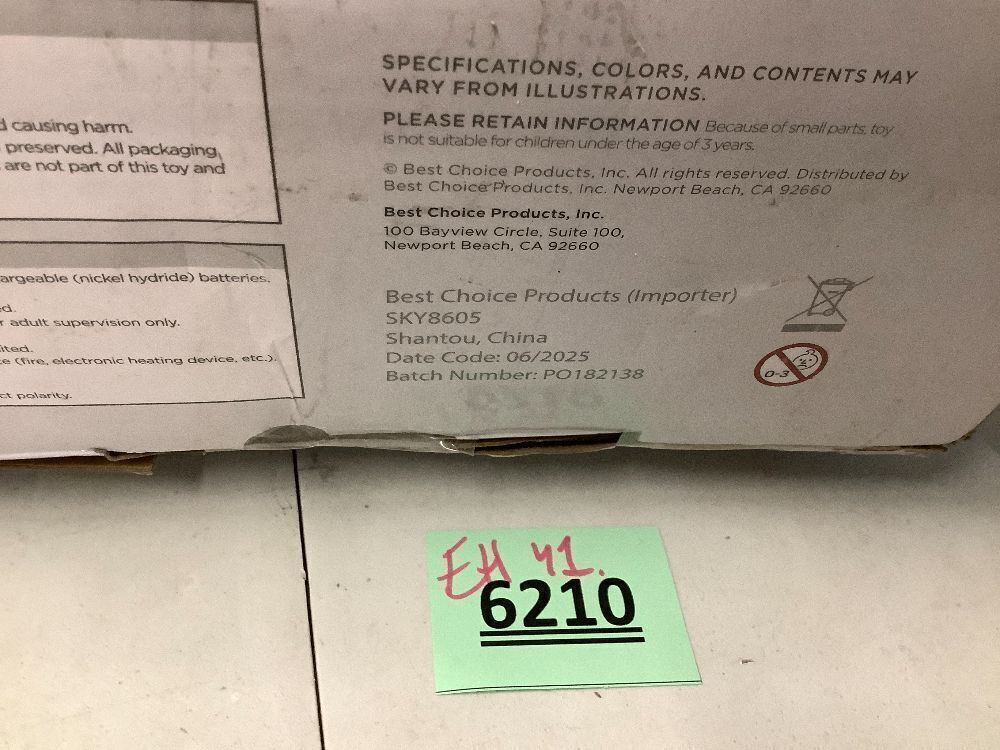 d causing harm.
preserved. All packaging,
are not part of this toy and
argeable (nickel hydride) batteries.
ed.
r adult supervision only.
ited.
e (fire, electronic heating device, etc.).
ct polarity.
SPECIFICATIONS, COLORS, AND CONTENTS MAY
VARY FROM ILLUSTRATIONS.
PLEASE RETAIN INFORMATION Because of small parts, toy
is not suitable for children under the age of 3 years.
© Best Choice Products, Inc. All rights reserved. Distributed by
Best Choice Products, Inc. Newport Beach, CA 92660
Best Choice Products, Inc.
100 Bayview Circle, Suite 100,
Newport Beach, CA 92660
Best Choice Products (Importer)
SKY8605
Shantou, China
Date Code: 06/2025
Batch Number: PO182138
0-3
EH 41.
6210